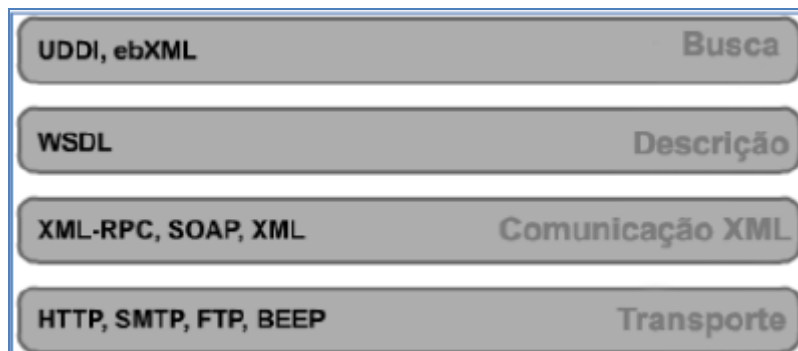 UDDI, ebXML Busca
WSDL Descrição
XML-RPC, SOAP, XML Comunicação XML
HTTP, SMTP, FTP, BEEP Transporte